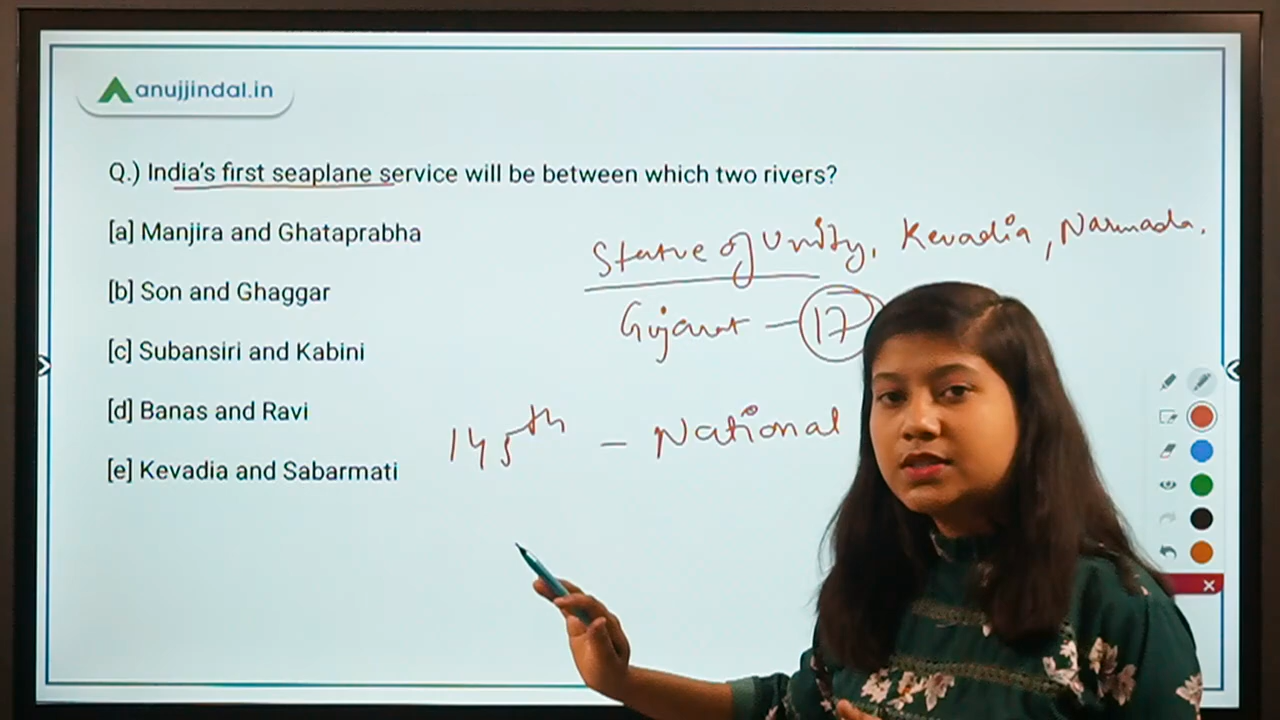 anujjindal.in
Q.) India's first seaplane service will be between which two rivers?
[a] Manjira and Ghataprabha
[b] Son and Ghaggar
[c] Subansiri and Kabini
[d] Banas and Ravi
[e] Kevadia and Sabarmati
Statue of Unity, Kevadia, Narmada.
Gujarat – 17
145th – National